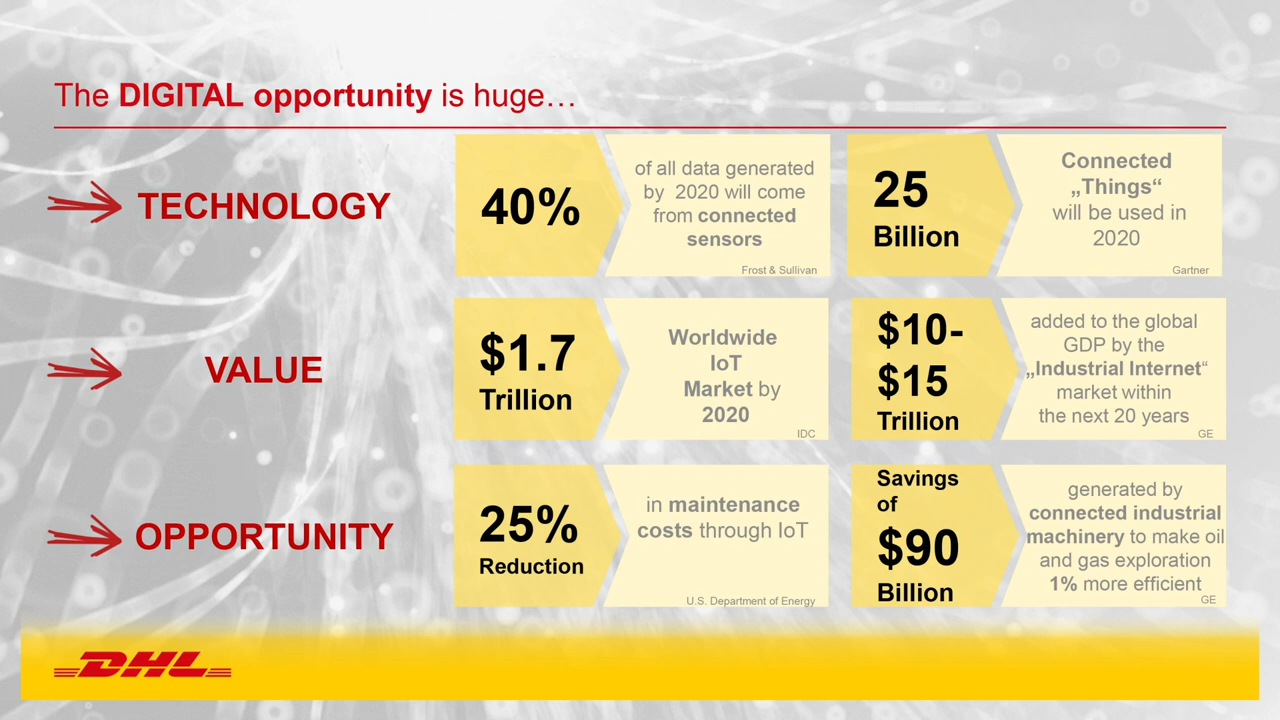 The DIGITAL opportunity is huge…
TECHNOLOGY
40%
of all data generated
by 2020 will come
from connected
sensors
Frost & Sullivan
25
Billion
Connected
„Things“
will be used in
2020
Gartner
VALUE
$1.7
Trillion
Worldwide
IoT
Market by
2020
IDC
$10-
$15
Trillion
added to the global
GDP by the
„Industrial Internet“
market within
the next 20 years
GE
OPPORTUNITY
25%
Reduction
in maintenance
costs through IoT
U.S. Department of Energy
Savings
of
$90
Billion
generated by
connected industrial
machinery to make oil
and gas exploration
1% more efficient
GE
DHL